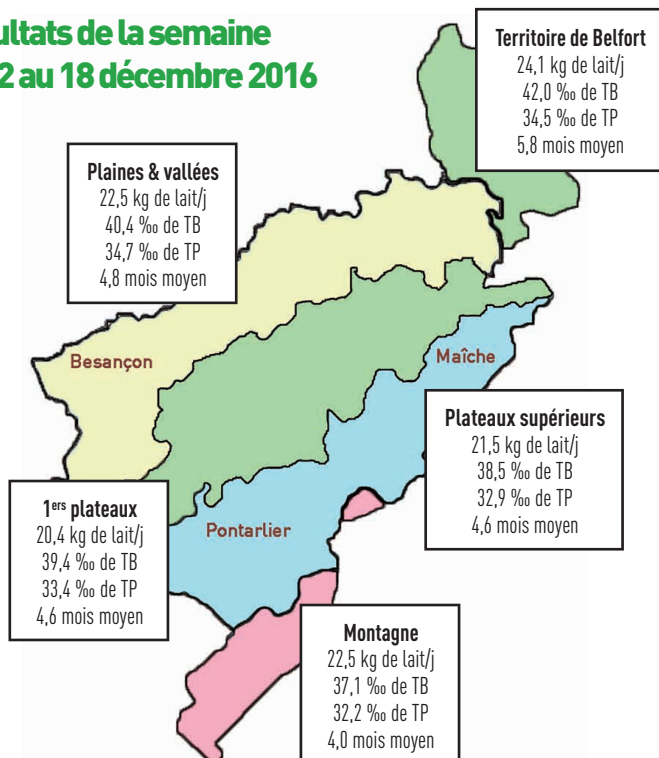 ultats de la semaine
2 au 18 décembre 2016
Territoire de Belfort
24,1 kg de lait/j
42,0 ‰ de TB
34,5 ‰ de TP
5,8 mois moyen
Plaines & vallées
22,5 kg de lait/j
40,4 ‰ de TB
34,7 ‰ de TP
4,8 mois moyen
Besançon
Maîche
Plateaux supérieurs
21,5 kg de lait/j
38,5 ‰ de TB
32,9 ‰ de TP
4,6 mois moyen
1ers plateaux
20,4 kg de lait/j
39,4 ‰ de TB
33,4 ‰ de TP
4,6 mois moyen
Pontarlier
Montagne
22,5 kg de lait/j
37,1 ‰ de TB
32,2 ‰ de TP
4,0 mois moyen